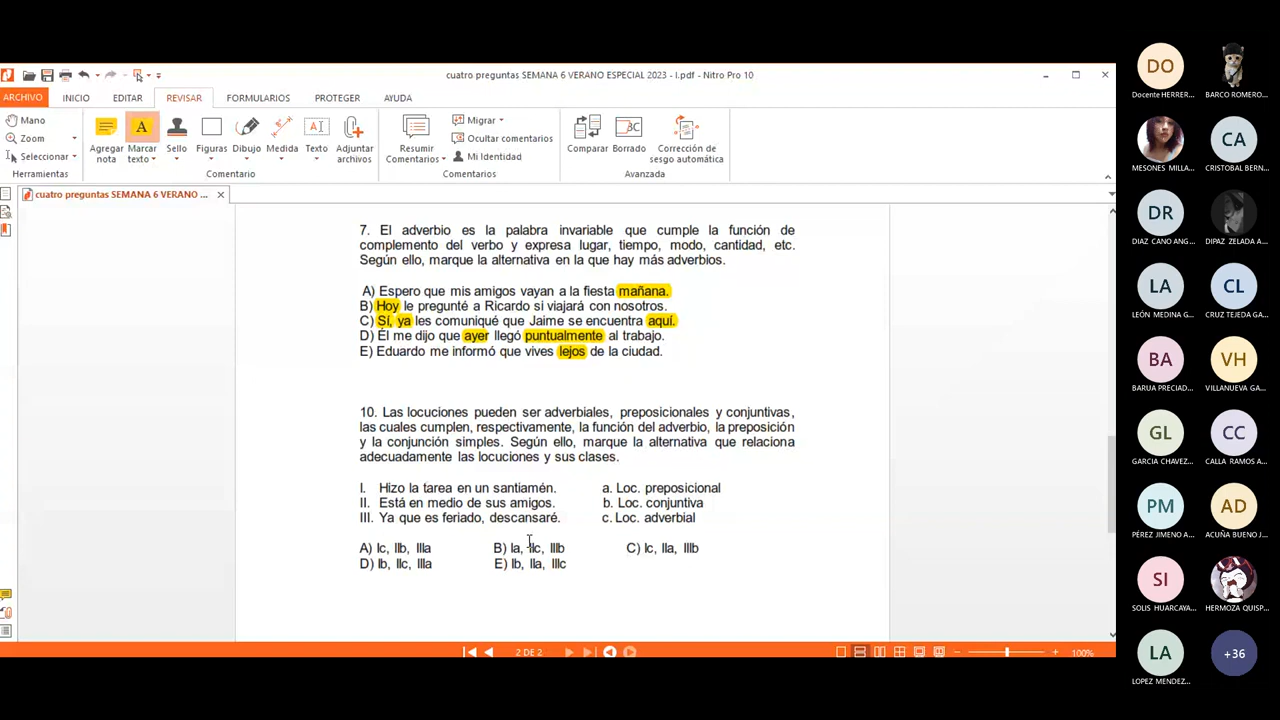 cuatro preguntas SEMANA 6 VERANO ESPECIAL 2023 - I.pdf - Nitro Pro 10
ARCHIVO INICIO EDITAR REVISAR FORMULARIOS PROTEGER AYUDA
Mano
Zoom
Seleccionar
Herramientas
Agregar nota
Marcar texto
Sello
Figuras
Dibujo
Medida
Texto
Adjuntar archivos
Comentario
Resumir Comentarios
Migrar
Ocultar comentarios
Mi Identidad
Comentarios
Comparar
Borrado
Corrección de sesgo automática
Avanzada
cuatro preguntas SEMANA 6 VERANO ...
7. El adverbio es la palabra invariable que cumple la función de
complemento del verbo y expresa lugar, tiempo, modo, cantidad, etc.
Según ello, marque la alternativa en la que hay más adverbios.
A) Espero que mis amigos vayan a la fiesta mañana.
B) Hoy le pregunté a Ricardo si viajará con nosotros.
C) Sí, ya les comuniqué que Jaime se encuentra aquí.
D) Él me dijo que ayer llegó puntualmente al trabajo.
E) Eduardo me informó que vives lejos de la ciudad.
10. Las locuciones pueden ser adverbiales, preposicionales y conjuntivas,
las cuales cumplen, respectivamente, la función del adverbio, la preposición
y la conjunción simples. Según ello, marque la alternativa que relaciona
adecuadamente las locuciones y sus clases.
I. Hizo la tarea en un santiamén. a. Loc. preposicional
II. Está en medio de sus amigos. b. Loc. conjuntiva
III. Ya que es feriado, descansaré. c. Loc. adverbial
A) Ic, IIb, IIIa B) Ia, IIc, IIIb C) Ic, IIa, IIIb
D) Ib, IIc, IIIa E) Ib, IIa, IIIc
2 DE 2
100%
DO
Docente HERRER...
BARCO ROMERO...
MESONES MILLA...
CA
CRISTOBAL BERN...
DR
DIAZ CANO ANG...
DIPAZ ZELADA A...
LA
LEÓN MEDINA G...
CL
CRUZ TEJEDA GA...
BA
BARUA PRECIAD...
VH
VILLANUEVA GA...
GL
GARCIA CHAVEZ...
CC
CALLA RAMOS A...
PM
PÉREZ JIMENO A...
AD
ACUÑA BUENO J...
SI
SOLIS HUARCAYA...
HERMOZA QUISP...
LA
LOPEZ MENDEZ...
+36